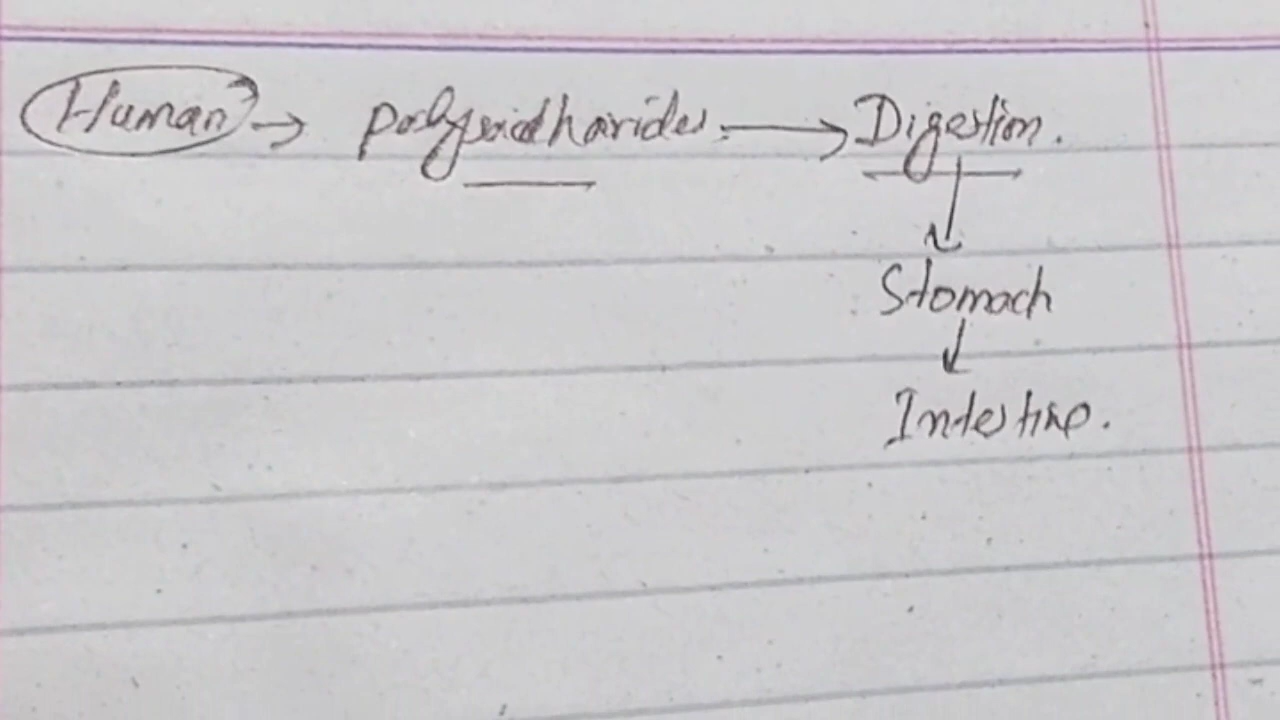 Human → polysaccharides. → Digestion.
↓
Stomach
↓
Intestine.